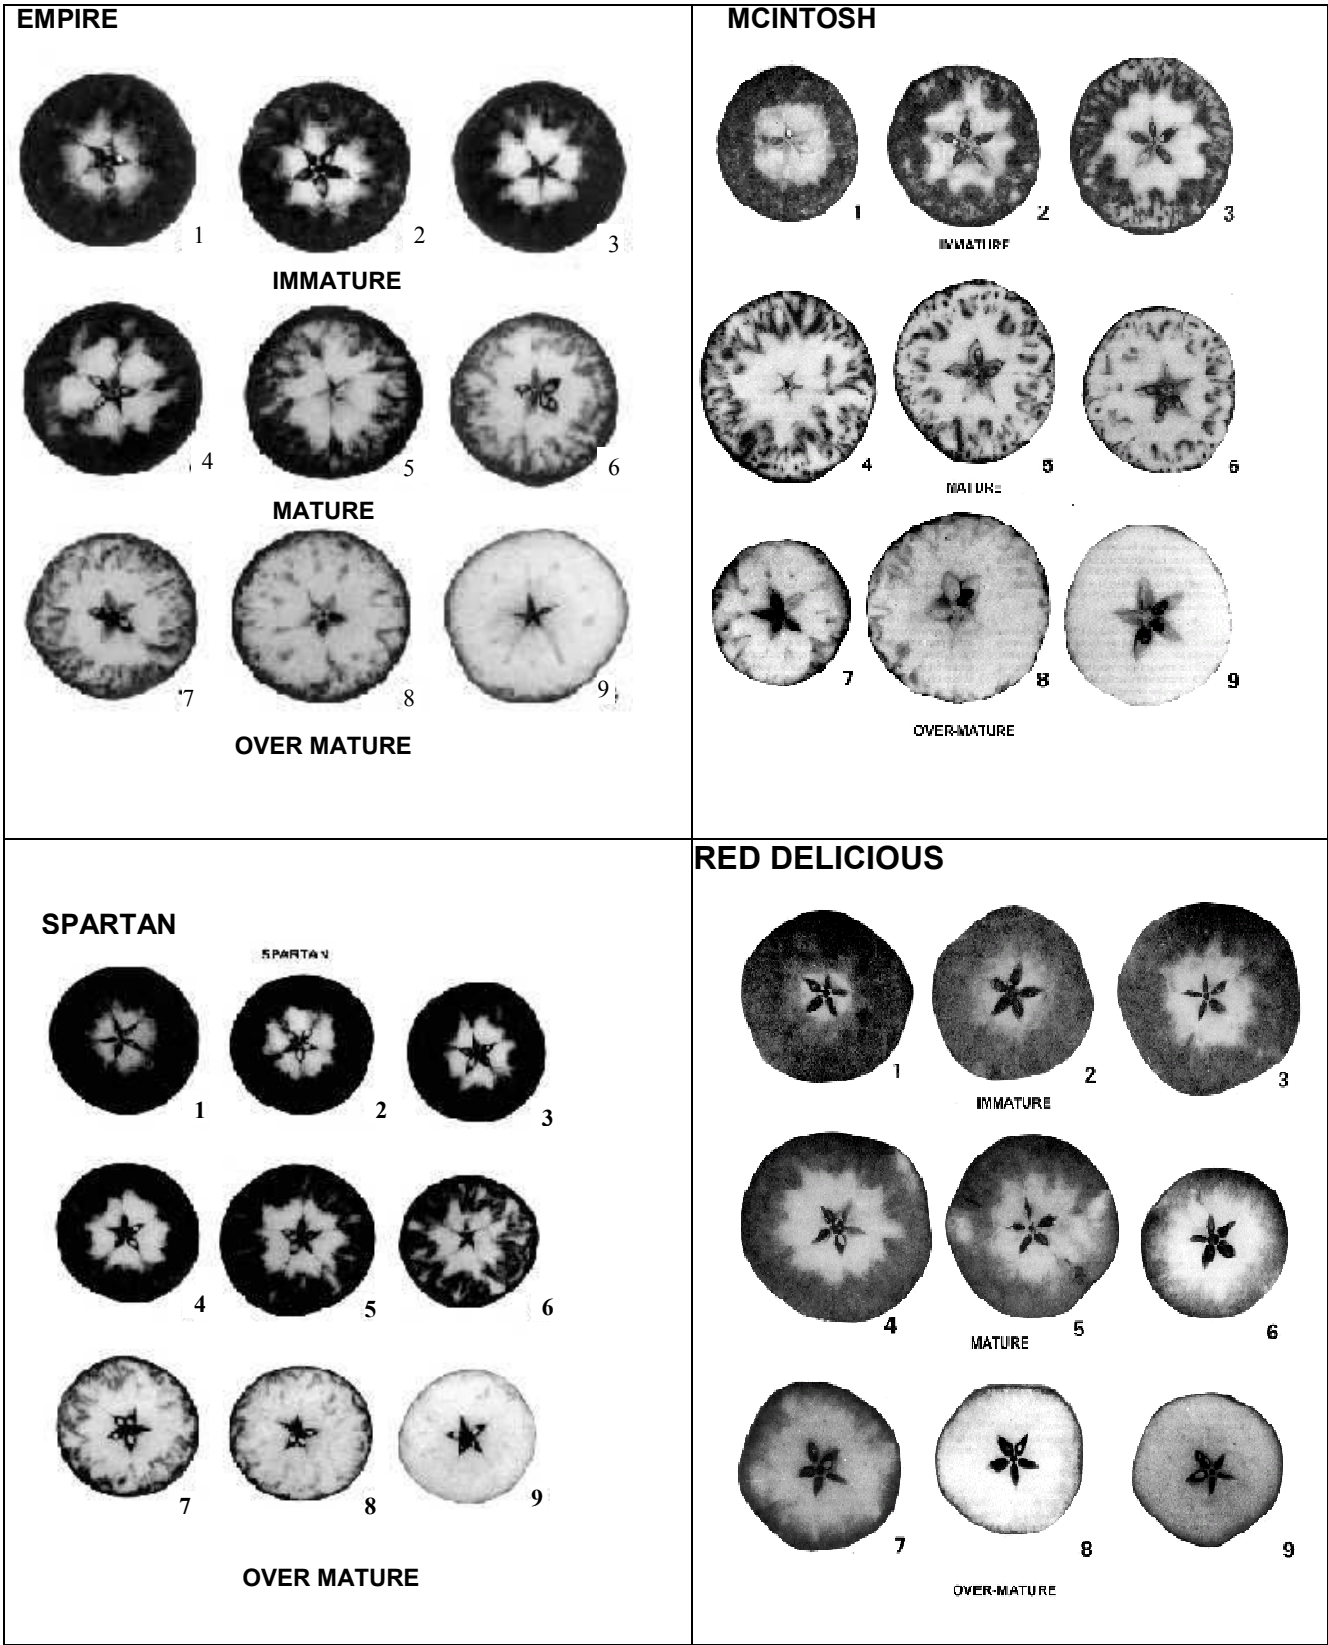 EMPIRE
1 2 3
IMMATURE
4 5 6
MATURE
7 8 9
OVER MATURE
MCINTOSH
1 2 3
IMMATURE
4 5 6
MATURE
7 8 9
OVER-MATURE
SPARTAN
SPARTAN
1 2 3
4 5 6
7 8 9
OVER MATURE
RED DELICIOUS
1 2 3
IMMATURE
4 5 6
MATURE
7 8 9
OVER-MATURE